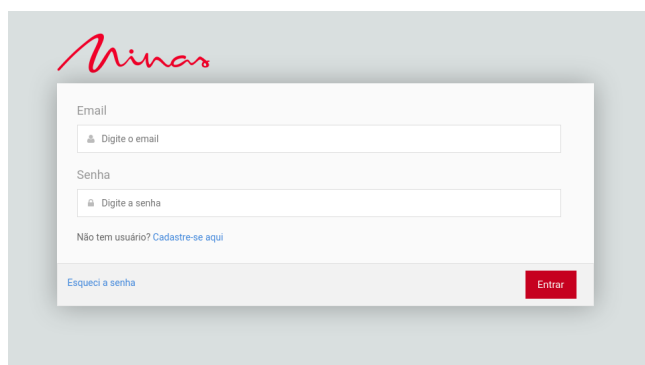 Minas
Email
Digite o email
Senha
Digite a senha
Não tem usuário? Cadastre-se aqui
Esqueci a senha
Entrar